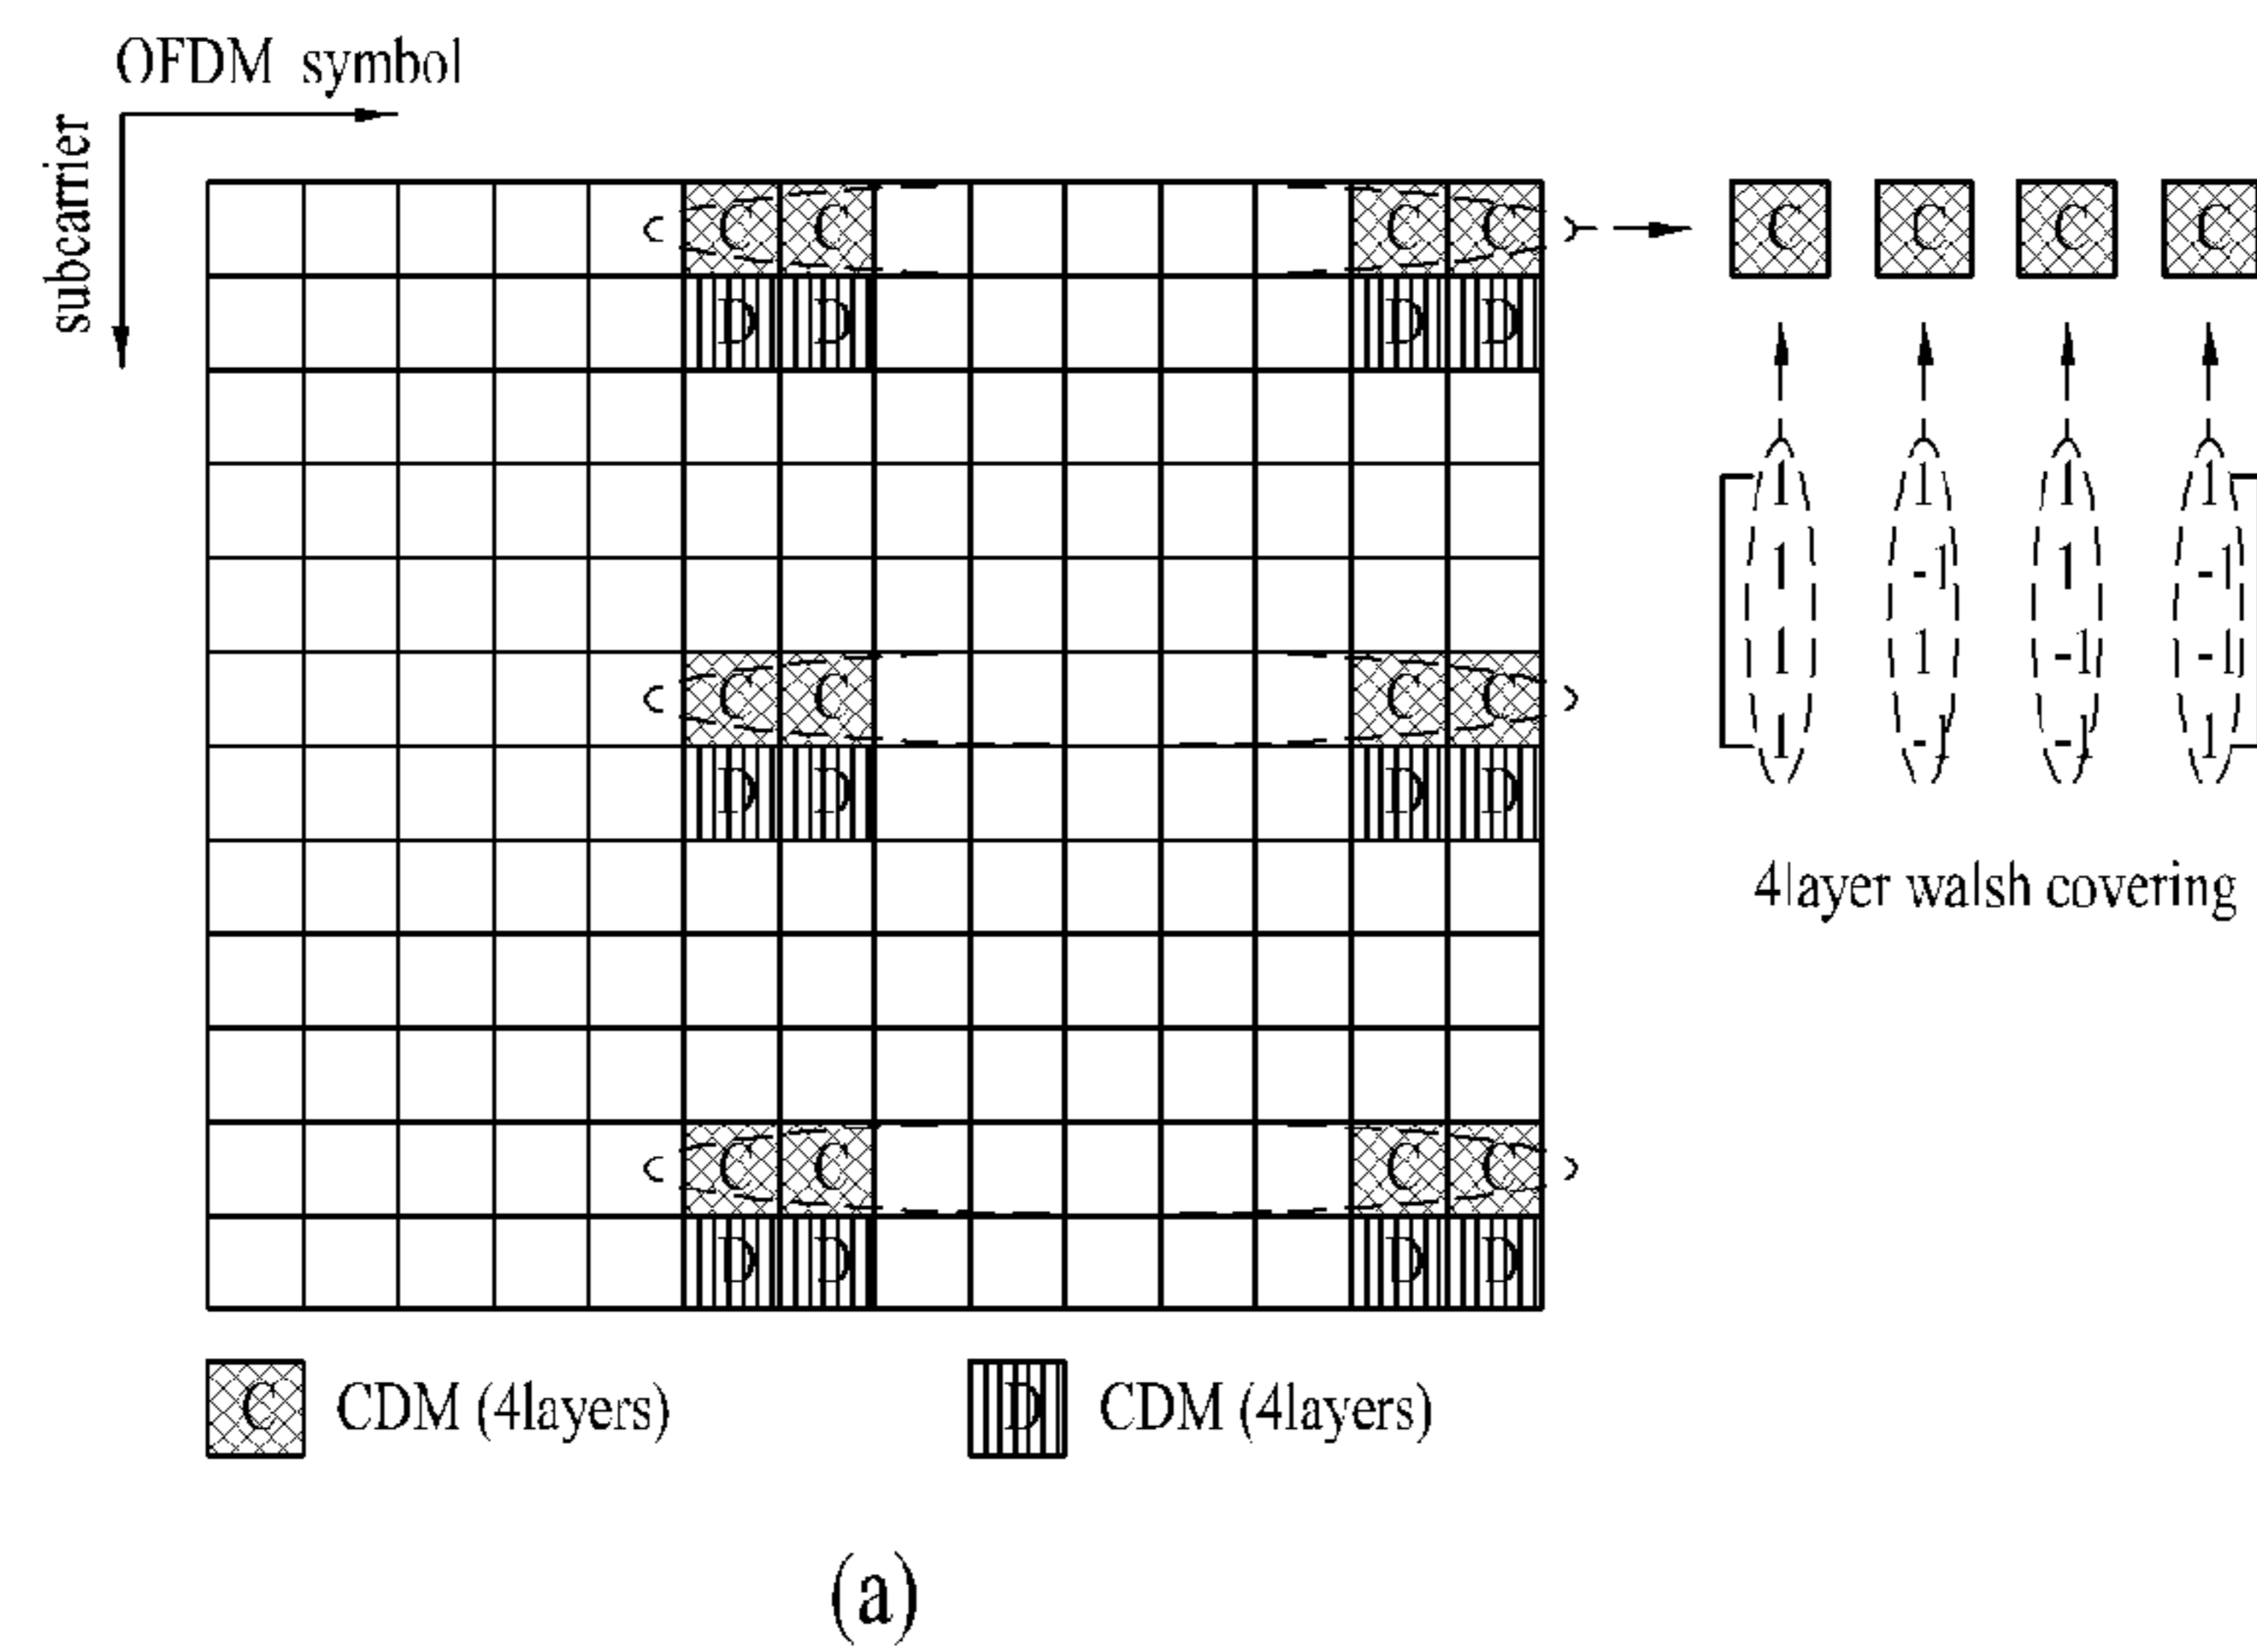 OFDM symbol
subcarrier
C C C C C C C C
D D D D
1 1 1 1
1 -1 1 -1
C C C C 1 1 -1 -1
1 -1 -1 1
D D D D
4layer walsh covering
C C C C
D D D D
C CDM (4layers) D CDM (4layers)
(a)